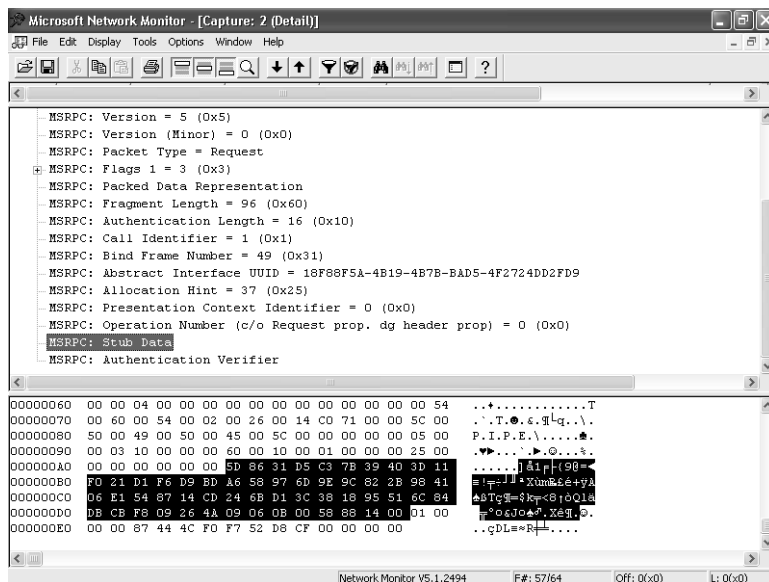 Microsoft Network Monitor - [Capture: 2 (Detail)]
File Edit Display Tools Options Window Help
MSRPC: Version = 5 (0x5)
MSRPC: Version (Minor) = 0 (0x0)
MSRPC: Packet Type = Request
MSRPC: Flags 1 = 3 (0x3)
MSRPC: Packed Data Representation
MSRPC: Fragment Length = 96 (0x60)
MSRPC: Authentication Length = 16 (0x10)
MSRPC: Call Identifier = 1 (0x1)
MSRPC: Bind Frame Number = 49 (0x31)
MSRPC: Abstract Interface UUID = 18F88F5A-4B19-4B7B-BAD5-4F2724DD2FD9
MSRPC: Allocation Hint = 37 (0x25)
MSRPC: Presentation Context Identifier = 0 (0x0)
MSRPC: Operation Number (c/o Request prop. dg header prop) = 0 (0x0)
MSRPC: Stub Data
MSRPC: Authentication Verifier
00000060 00 00 04 00 00 00 00 00 00 00 00 00 00 00 00 54 ..♦............T
00000070 00 60 00 54 00 02 00 26 00 14 C0 71 00 00 5C 00 .`.T.☻.&.¶└q..\.
00000080 50 00 49 00 50 00 45 00 5C 00 00 00 00 00 05 00 P.I.P.E.\.....♣.
00000090 00 03 10 00 00 00 60 00 10 00 01 00 00 00 25 00 .♥►...`.►.☺...%.
000000A0 00 00 00 00 00 00 5D 86 31 D5 C3 7B 39 40 3D 11 ......]å1╒├{9@=◄
000000B0 F0 21 D1 F6 D9 BD A6 58 97 6D 9E 9C 82 2B 98 41
000000C0 06 E1 54 87 14 CD 24 6B D1 3C 38 18 95 51 6C 84 ♠ßTç¶═$k╤<8↑òQlä
000000D0 DB CB F8 09 26 4A 09 06 0B 00 58 88 14 00 01 00
000000E0 00 00 87 44 4C F0 F7 52 D8 CF 00 00 00 00 ..çDL≡≈R╪╧....
Network Monitor V5.1.2494 F#: 57/64 Off: 0(x0) L: 0(x0)